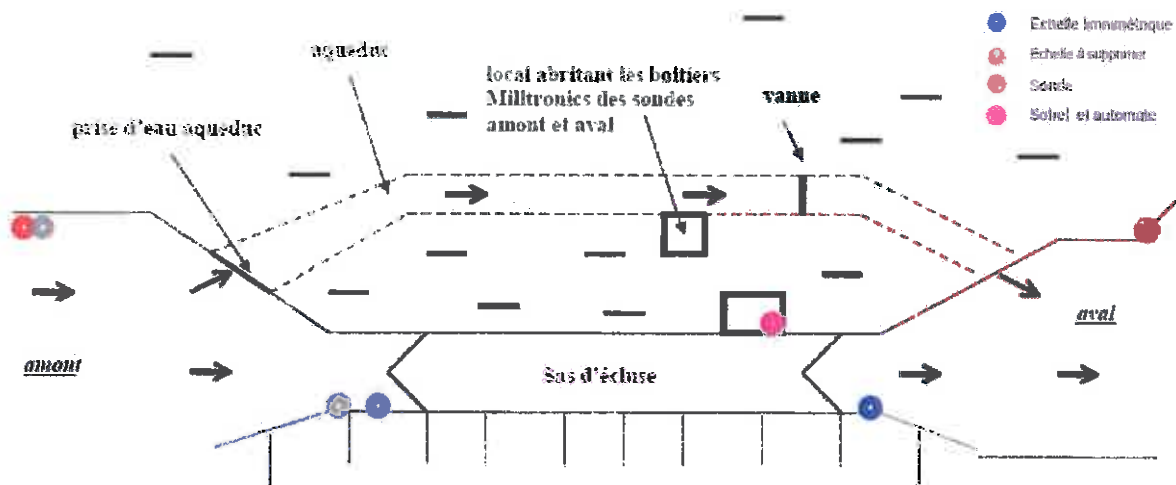 aqueduc
prise d'eau aqueduc
local abritant les boîtiers
Milltronics des sondes
amont et aval
vanne
Echelle limnimétrique
Echelle à supprimer
Sonde
Sofrel et automate
amont
Sas d'écluse
aval